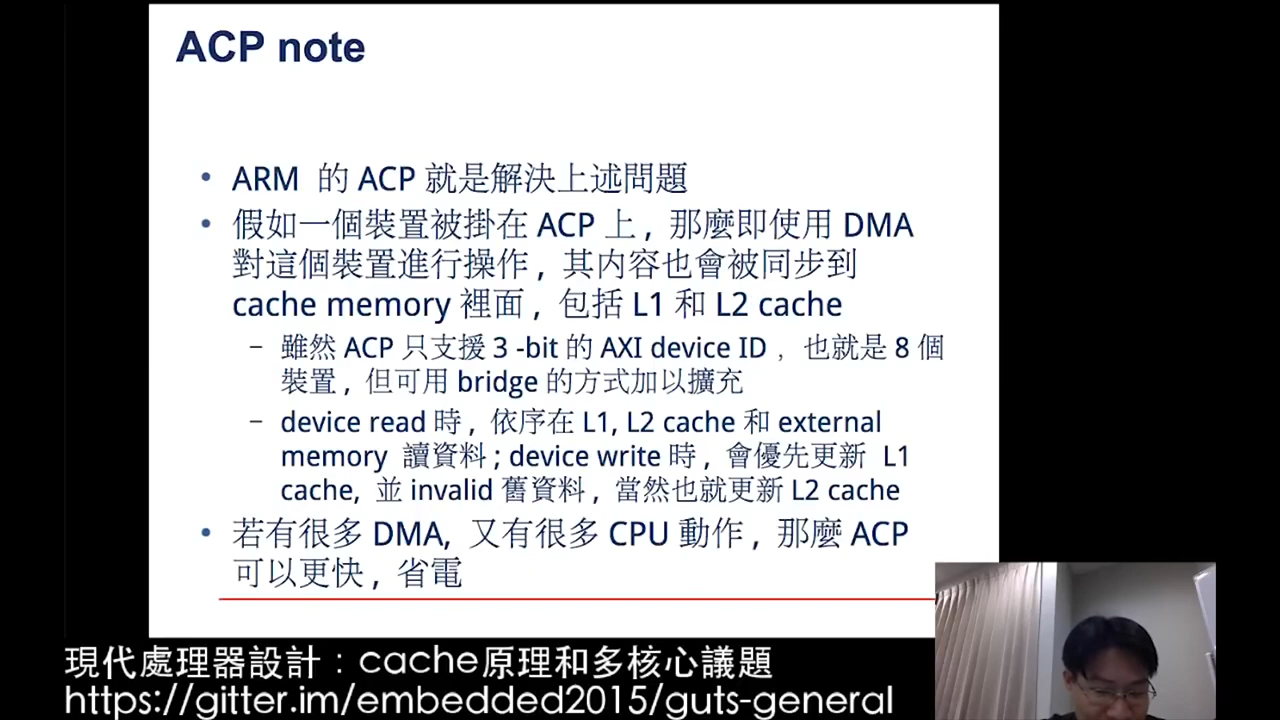 ACP note
• ARM 的 ACP 就是解決上述問題
• 假如一個裝置被掛在 ACP 上, 那麼即使用 DMA
對這個裝置進行操作, 其内容也會被同步到
cache memory 裡面, 包括 L1 和 L2 cache
– 雖然 ACP 只支援 3 -bit 的 AXI device ID , 也就是 8 個
裝置, 但可用 bridge 的方式加以擴充
– device read 時, 依序在 L1, L2 cache 和 external
memory 讀資料; device write 時, 會優先更新 L1
cache, 並 invalid 舊資料, 當然也就更新 L2 cache
• 若有很多 DMA, 又有很多 CPU 動作, 那麼 ACP
可以更快, 省電
現代處理器設計：cache原理和多核心議題
https://gitter.im/embedded2015/guts-general